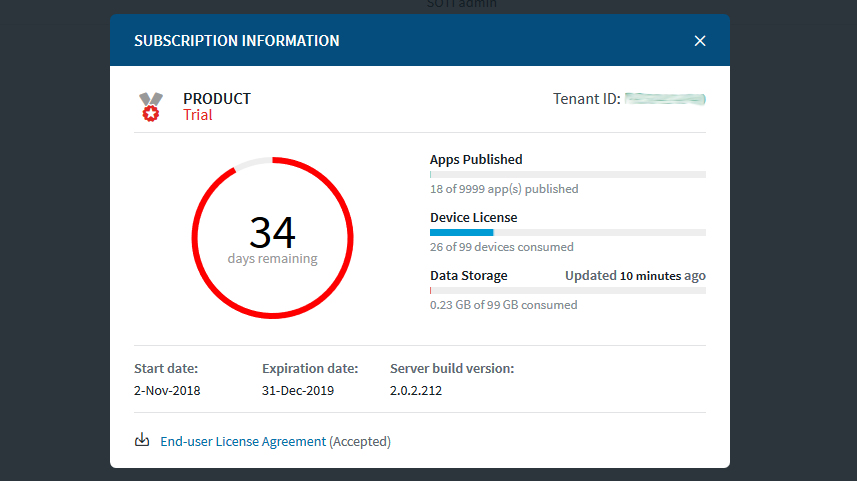 SOTI admin
SUBSCRIPTION INFORMATION
PRODUCT
Trial
Tenant ID:
34
days remaining
Apps Published
18 of 9999 app(s) published
Device License
26 of 99 devices consumed
Data Storage
Updated 10 minutes ago
0.23 GB of 99 GB consumed
Start date:
2-Nov-2018
Expiration date:
31-Dec-2019
Server build version:
2.0.2.212
End-user License Agreement (Accepted)